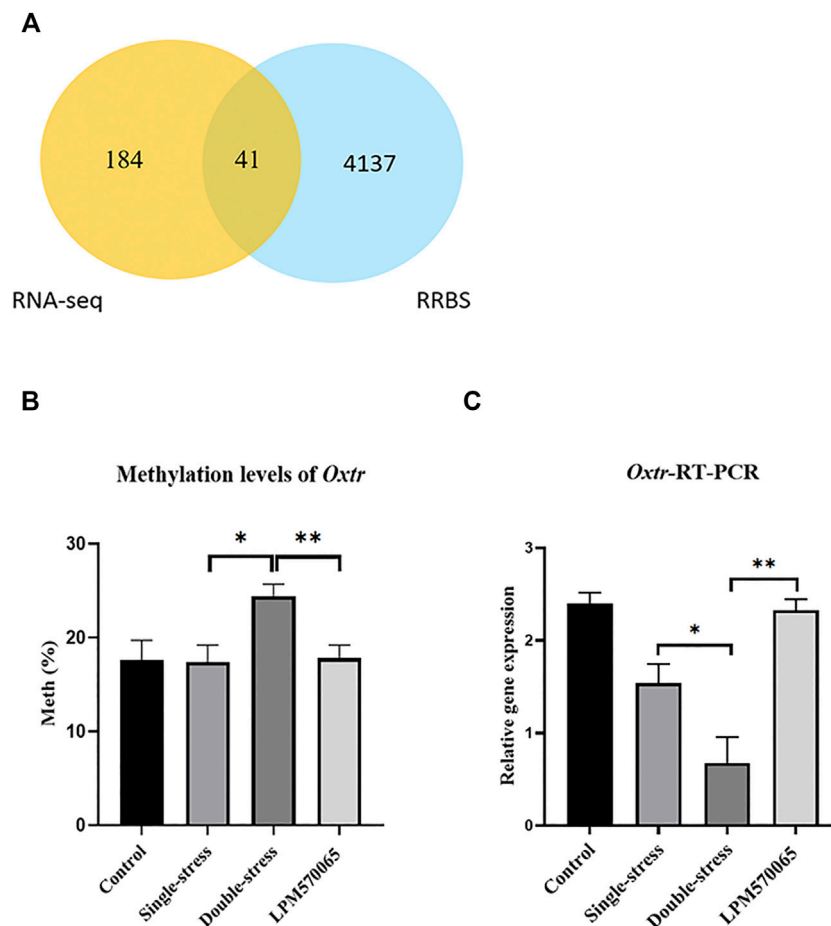 A
184
41
4137
RNA-seq
RRBS
B
C
Methylation levels of Oxtr
Oxtr-RT-PCR
* **
* **
Meth (%)
30
20
10
0
Control
Single-stress
Double-stress
LPM570065
Relative gene expression
3
2
1
0
Control
Single-stress
Double-stress
LPM570065